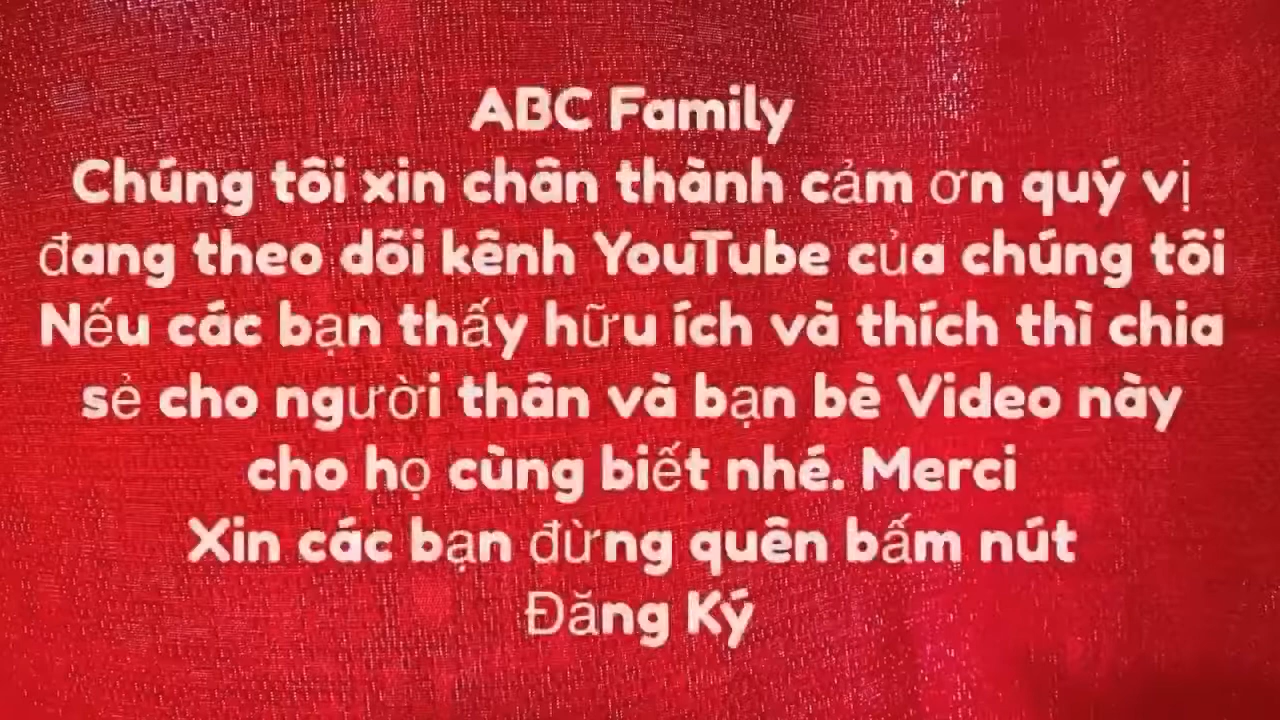 ABC Family
Chúng tôi xin chân thành cảm ơn quý vị
đang theo dõi kênh YouTube của chúng tôi
Nếu các bạn thấy hữu ích và thích thì chia
sẻ cho người thân và bạn bè Video này
cho họ cùng biết nhé. Merci
Xin các bạn đừng quên bấm nút
Đăng Ký